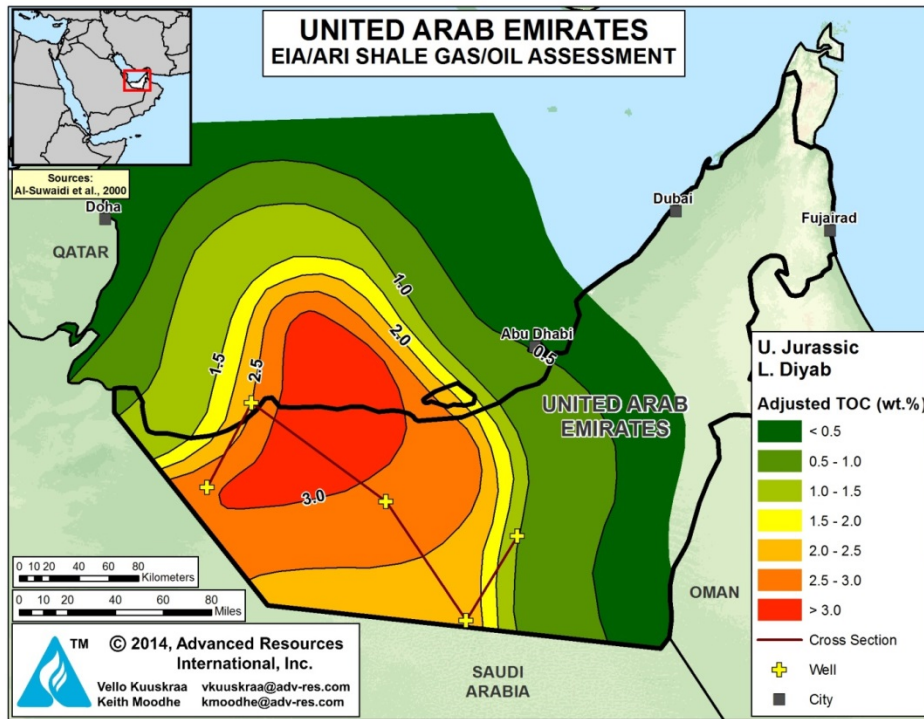 UNITED ARAB EMIRATES
EIA/ARI SHALE GAS/OIL ASSESSMENT
Sources:
Al-Suwaidi et al., 2000
Doha
QATAR
Dubai
Fujairad
Abu Dhabi
UNITED ARAB
EMIRATES
OMAN
SAUDI
ARABIA
1.0
2.0
1.5
2.5
0.5
3.0
U. Jurassic
L. Diyab
Adjusted TOC (wt.%)
< 0.5
0.5 - 1.0
1.0 - 1.5
1.5 - 2.0
2.0 - 2.5
2.5 - 3.0
> 3.0
Cross Section
Well
City
0 10 20 40 60 80
Kilometers
0 10 20 40 60 80
Miles
TM
© 2014, Advanced Resources
International, Inc.
Vello Kuuskraa vkuuskraa@adv-res.com
Keith Moodhe kmoodhe@adv-res.com